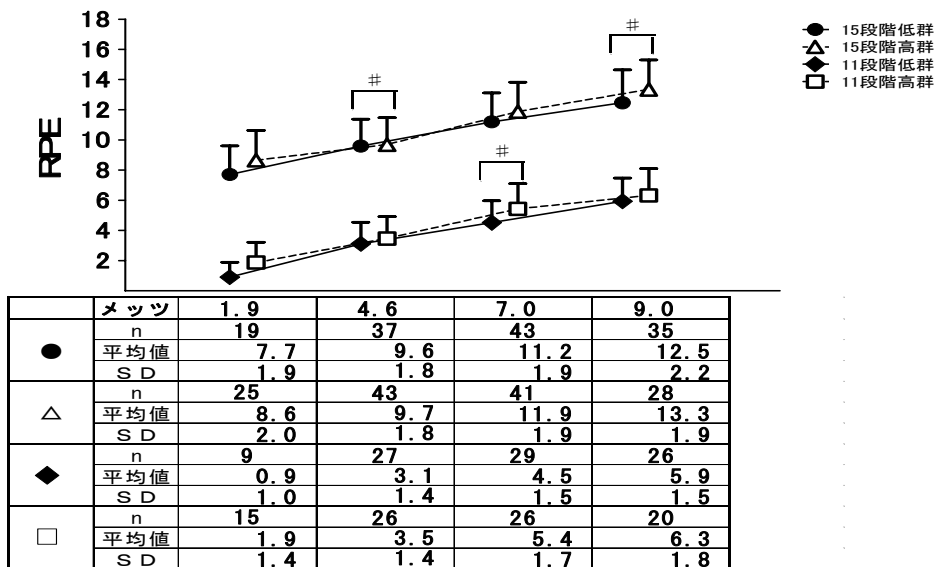 18
16
14
12
10
8
6
4
2
RPE
#
#
#
15段階低群
15段階高群
11段階低群
11段階高群
メッツ 1.9 4.6 7.0 9.0
n 19 37 43 35
平均値 7.7 9.6 11.2 12.5
SD 1.9 1.8 1.9 2.2
n 25 43 41 28
平均値 8.6 9.7 11.9 13.3
SD 2.0 1.8 1.9 1.9
n 9 27 29 26
平均値 0.9 3.1 4.5 5.9
SD 1.0 1.4 1.5 1.5
n 15 26 26 20
平均値 1.9 3.5 5.4 6.3
SD 1.4 1.4 1.7 1.8